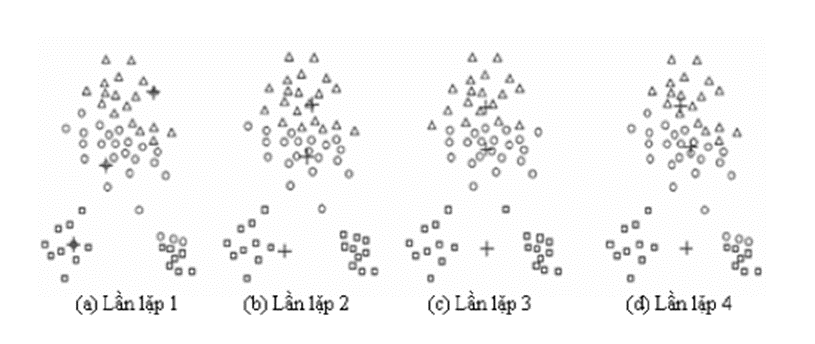 (a) Lần lặp 1
(b) Lần lặp 2
(c) Lần lặp 3
(d) Lần lặp 4